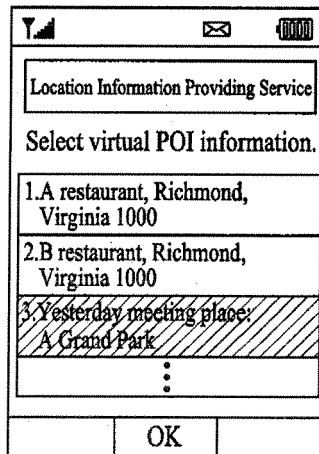 Location Information Providing Service
Select virtual POI information.
1.A restaurant, Richmond,
Virginia 1000
2.B restaurant, Richmond,
Virginia 1000
3.Yesterday meeting place:
A Grand Park
OK